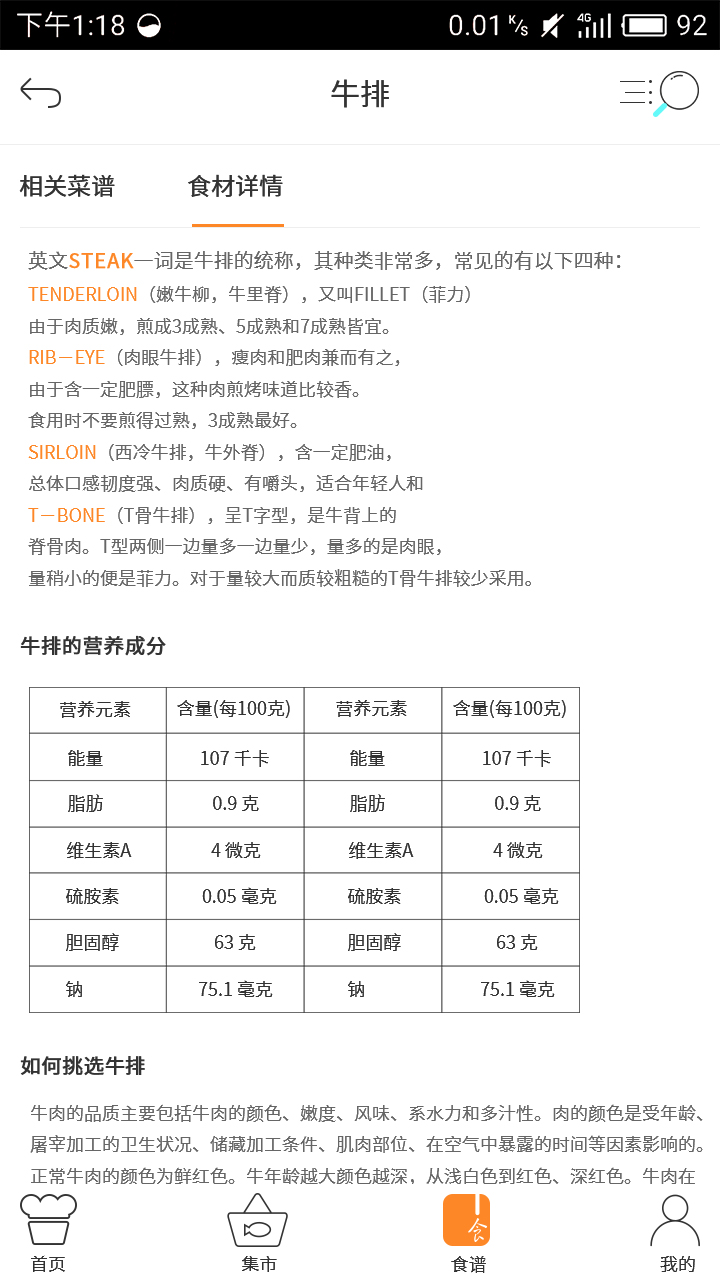 下午1:18 0.01 K/s 4G 92
牛排
相关菜谱 食材详情
英文STEAK一词是牛排的统称，其种类非常多，常见的有以下四种：
TENDERLOIN（嫩牛柳，牛里脊），又叫FILLET（菲力）
由于肉质嫩，煎成3成熟、5成熟和7成熟皆宜。
RIB－EYE（肉眼牛排），瘦肉和肥肉兼而有之，
由于含一定肥膘，这种肉煎烤味道比较香。
食用时不要煎得过熟，3成熟最好。
SIRLOIN（西冷牛排，牛外脊），含一定肥油，
总体口感韧度强、肉质硬、有嚼头，适合年轻人和
T－BONE（T骨牛排），呈T字型，是牛背上的
脊骨肉。T型两侧一边量多一边量少，量多的是肉眼，
量稍小的便是菲力。对于量较大而质较粗糙的T骨牛排较少采用。
牛排的营养成分
营养元素 含量(每100克) 营养元素 含量(每100克)
能量 107 千卡 能量 107 千卡
脂肪 0.9 克 脂肪 0.9 克
维生素A 4 微克 维生素A 4 微克
硫胺素 0.05 毫克 硫胺素 0.05 毫克
胆固醇 63 克 胆固醇 63 克
钠 75.1 毫克 钠 75.1 毫克
如何挑选牛排
牛肉的品质主要包括牛肉的颜色、嫩度、风味、系水力和多汁性。肉的颜色是受年龄、
屠宰加工的卫生状况、储藏加工条件、肌肉部位、在空气中暴露的时间等因素影响的。
正常牛肉的颜色为鲜红色。牛年龄越大颜色越深，从浅白色到红色、深红色。牛肉在
食
首页 集市 食谱 我的